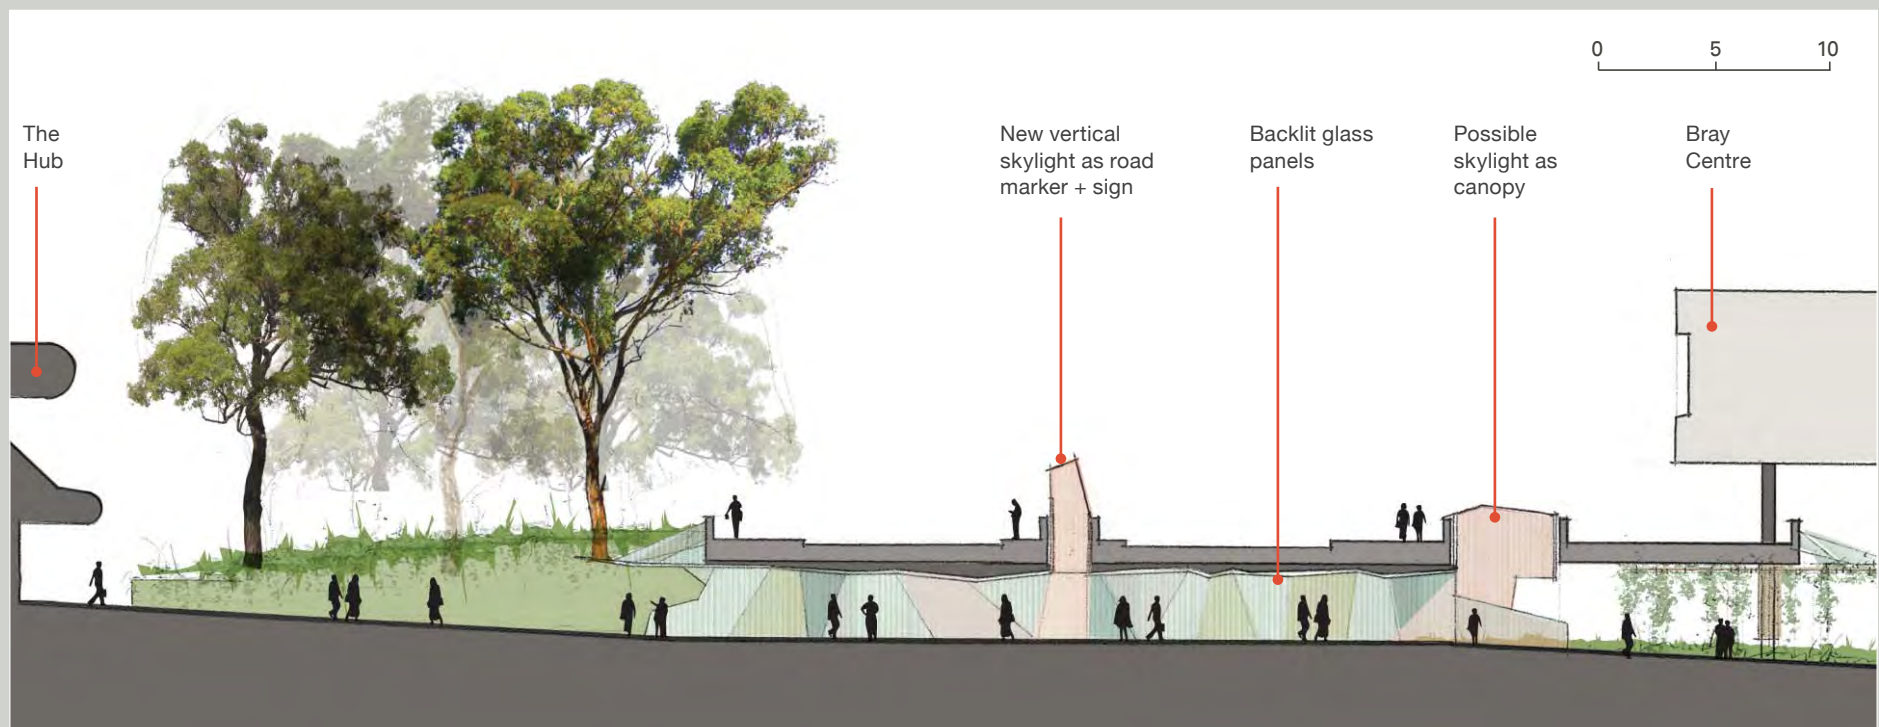 0 5 10
The
Hub
New vertical
skylight as road
marker + sign
Backlit glass
panels
Possible
skylight as
canopy
Bray
Centre